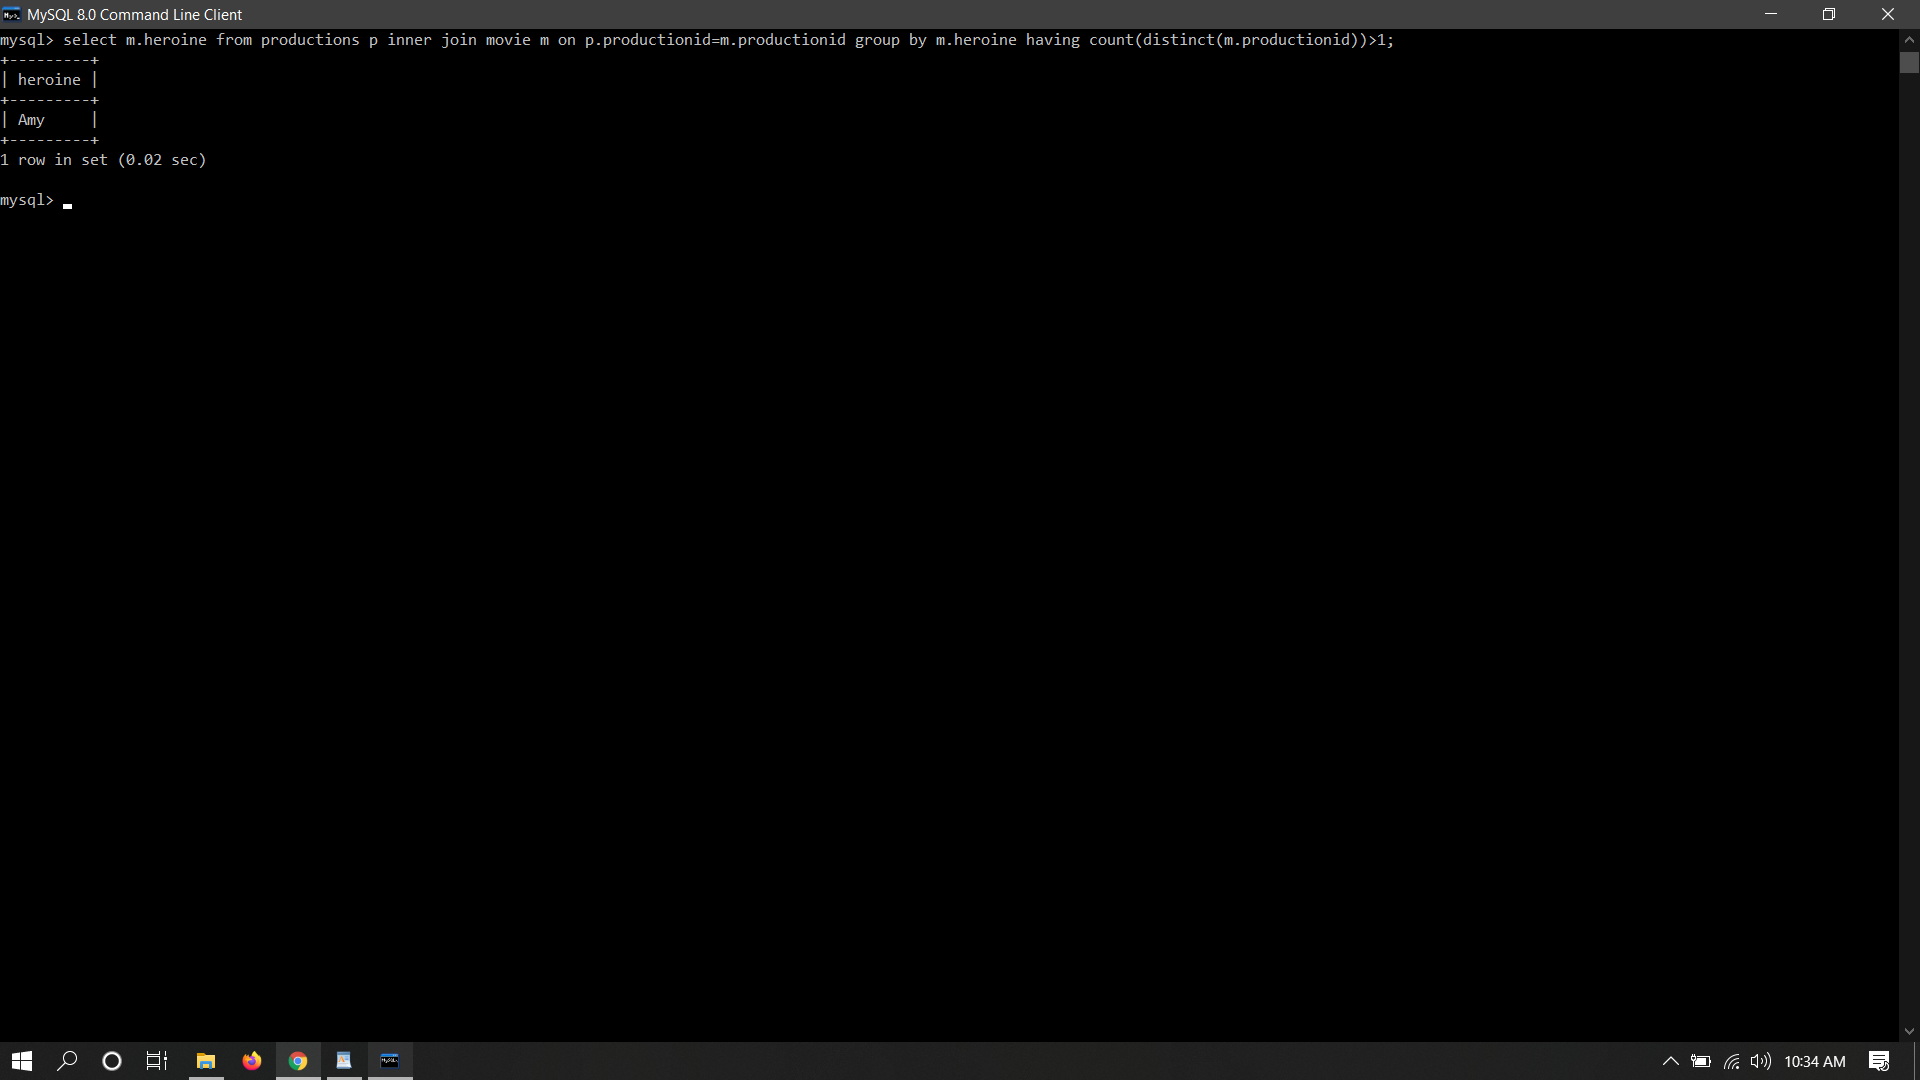 MySQL 8.0 Command Line Client
mysql> select m.heroine from productions p inner join movie m on p.productionid=m.productionid group by m.heroine having count(distinct(m.productionid))>1;
+---------+
| heroine |
+---------+
| Amy     |
+---------+
1 row in set (0.02 sec)
mysql>
10:34 AM